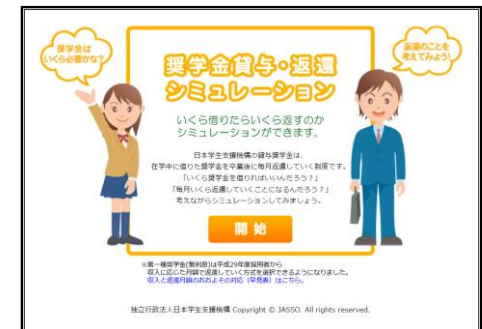 奨学金は
いくら必要かな?
返還のことを
考えてみよう!
奨学金貸与・返還
シミュレーション
いくら借りたらいくら返すのか
シミュレーションができます。
日本学生支援機構の貸与奨学金は、
在学中に借りた奨学金を卒業後に毎月返還していく制度です。
「いくら奨学金を借りればいいんだろう?」
「毎月いくら返還していくことになるんだろう?」
考えながらシミュレーションしてみましょう。
開始
※第一種奨学金(無利息)は平成29年度採用者から
収入に応じた月額で返還していく方式を選択できるようになりました。
収入と返還月額のおおよその対応(早見表)はこちら。
独立行政法人日本学生支援機構 Copyright © JASSO. All rights reserved.